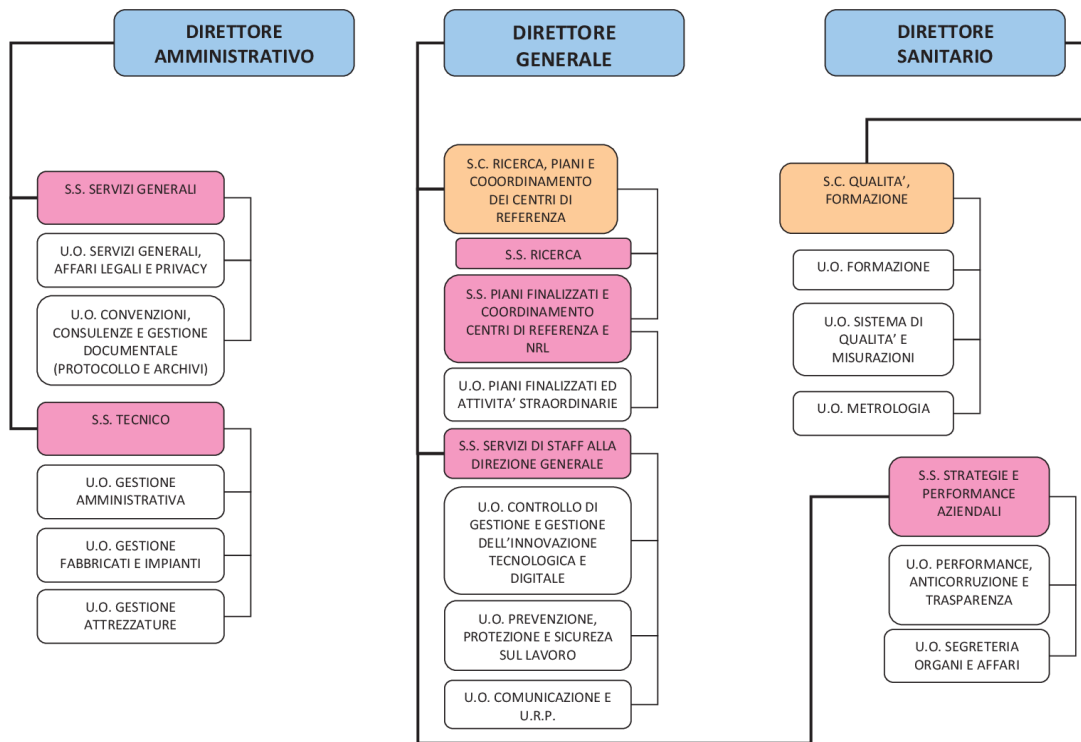 DIRETTORE
AMMINISTRATIVO
S.S. SERVIZI GENERALI
U.O. SERVIZI GENERALI,
AFFARI LEGALI E PRIVACY
U.O. CONVENZIONI,
CONSULENZE E GESTIONE
DOCUMENTALE
(PROTOCOLLO E ARCHIVI)
S.S. TECNICO
U.O. GESTIONE
AMMINISTRATIVA
U.O. GESTIONE
FABBRICATI E IMPIANTI
U.O. GESTIONE
ATTREZZATURE
DIRETTORE
GENERALE
S.C. RICERCA, PIANI E
COOORDINAMENTO
DEI CENTRI DI
REFERENZA
S.S. RICERCA
S.S. PIANI FINALIZZATI E
COORDINAMENTO
CENTRI DI REFERENZA E
NRL
U.O. PIANI FINALIZZATI ED
ATTIVITA’ STRAORDINARIE
S.S. SERVIZI DI STAFF ALLA
DIREZIONE GENERALE
U.O. CONTROLLO DI
GESTIONE E GESTIONE
DELL’INNOVAZIONE
TECNOLOGICA E
DIGITALE
U.O. PREVENZIONE,
PROTEZIONE E SICUREZA
SUL LAVORO
U.O. COMUNICAZIONE E
U.R.P.
DIRETTORE
SANITARIO
S.C. QUALITA’,
FORMAZIONE
U.O. FORMAZIONE
U.O. SISTEMA DI
QUALITA’ E
MISURAZIONI
U.O. METROLOGIA
S.S. STRATEGIE E
PERFORMANCE
AZIENDALI
U.O. PERFORMANCE,
ANTICORRUZIONE E
TRASPARENZA
U.O. SEGRETERIA
ORGANI E AFFARI